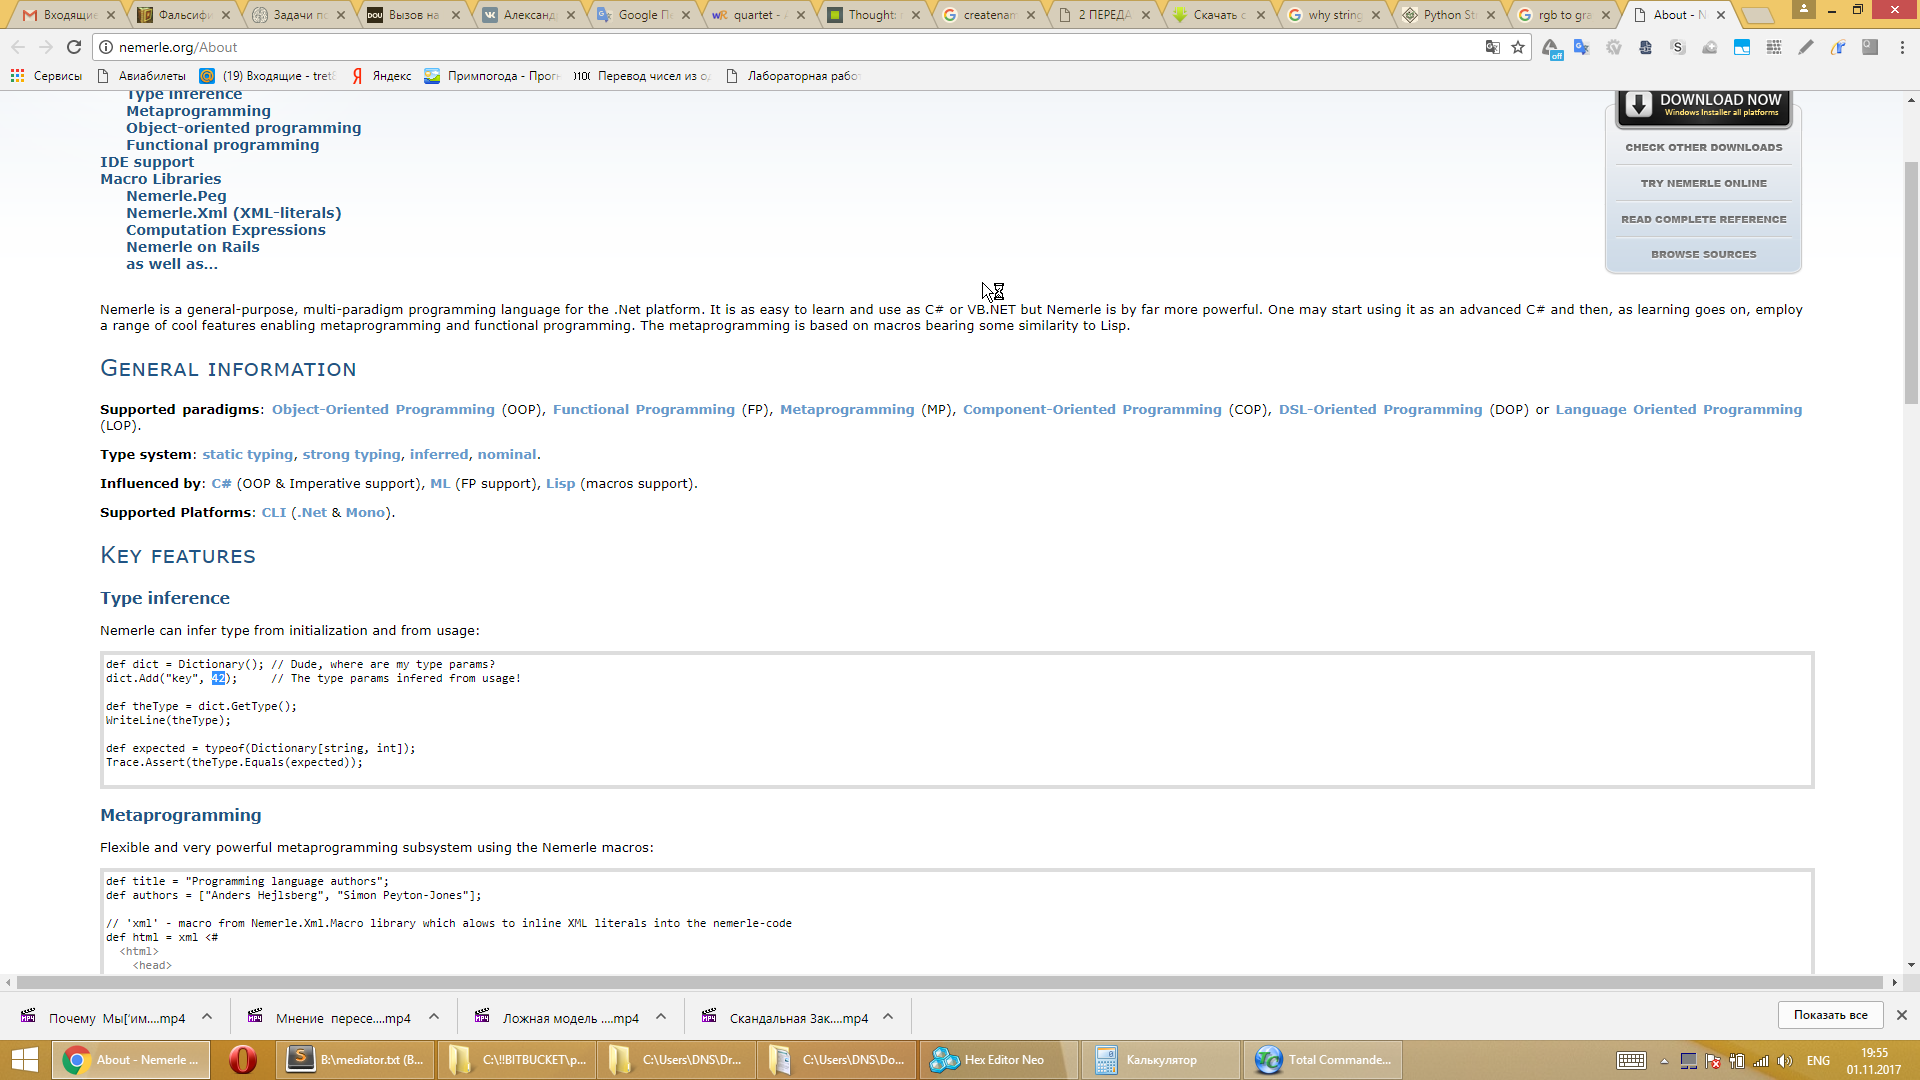 Входящие
Фальсифи
Задачи по
DOU Вызов на
Александ
Google П
wR quartet - A
Thought:
createnam
2 ПЕРЕДА
Скачать с
why string
Python St
rgb to gra
About - N
nemerle.org/About
Сервисы
Авиабилеты
(19) Входящие - tret
Яндекс
Примпогода - Прог
Перевод чисел из о
Лабораторная рабо
Type inference
Metaprogramming
Object-oriented programming
Functional programming
IDE support
Macro Libraries
Nemerle.Peg
Nemerle.Xml (XML-literals)
Computation Expressions
Nemerle on Rails
as well as...
DOWNLOAD NOW
Windows Installer all platforms
CHECK OTHER DOWNLOADS
TRY NEMERLE ONLINE
READ COMPLETE REFERENCE
BROWSE SOURCES
Nemerle is a general-purpose, multi-paradigm programming language for the .Net platform. It is as easy to learn and use as C# or VB.NET but Nemerle is by far more powerful. One may start using it as an advanced C# and then, as learning goes on, employ
a range of cool features enabling metaprogramming and functional programming. The metaprogramming is based on macros bearing some similarity to Lisp.
General information
Supported paradigms: Object-Oriented Programming (OOP), Functional Programming (FP), Metaprogramming (MP), Component-Oriented Programming (COP), DSL-Oriented Programming (DOP) or Language Oriented Programming
(LOP).
Type system: static typing, strong typing, inferred, nominal.
Influenced by: C# (OOP & Imperative support), ML (FP support), Lisp (macros support).
Supported Platforms: CLI (.Net & Mono).
Key features
Type inference
Nemerle can infer type from initialization and from usage:
def dict = Dictionary(); // Dude, where are my type params?
dict.Add("key", 42);     // The type params infered from usage!
def theType = dict.GetType();
WriteLine(theType);
def expected = typeof(Dictionary[string, int]);
Trace.Assert(theType.Equals(expected));
Metaprogramming
Flexible and very powerful metaprogramming subsystem using the Nemerle macros:
def title = "Programming language authors";
def authors = ["Anders Hejlsberg", "Simon Peyton-Jones"];
// 'xml' - macro from Nemerle.Xml.Macro library which alows to inline XML literals into the nemerle-code
def html = xml <#
<html>
<head>
Почему Мы['им....mp4
Мнение пересе....mp4
Ложная модель ....mp4
Скандальная Зак....mp4
Показать все
About - Nemerle ...
B:\mediator.txt (B...
C:\!!BITBUCKET\p...
C:\Users\DNS\Dr...
C:\Users\DNS\Do...
Hex Editor Neo
Калькулятор
Total Commande...
ENG
19:55
01.11.2017